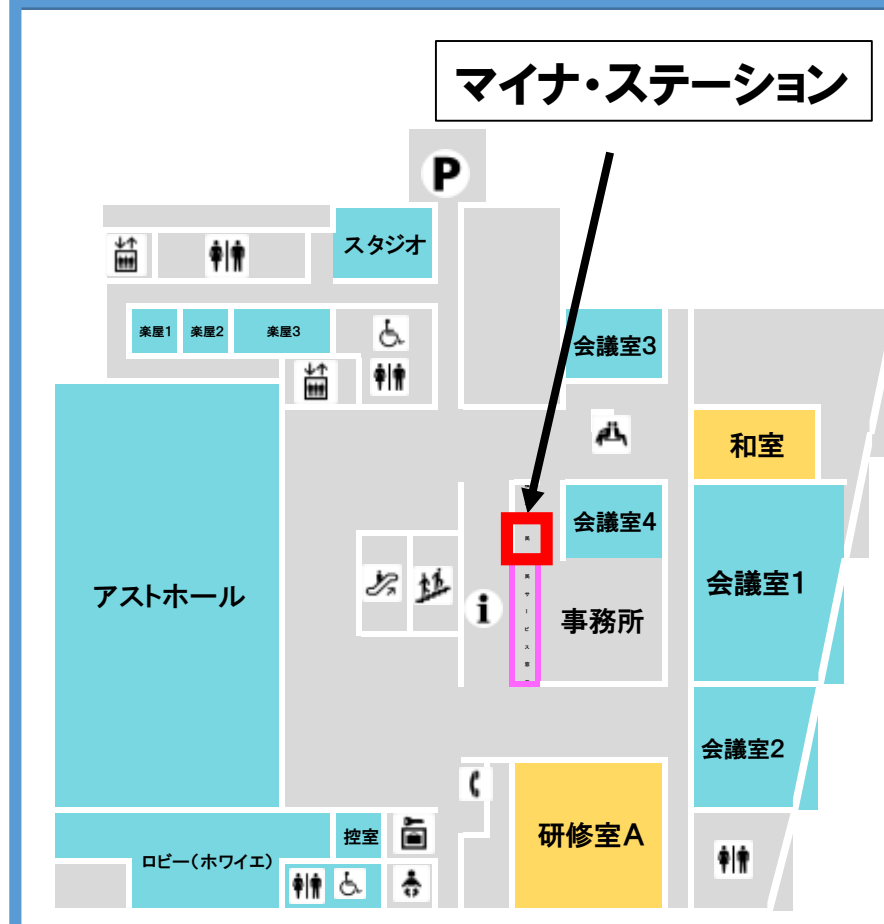 マイナ・ステーション
P
スタジオ
楽屋1
楽屋2
楽屋3
会議室3
和室
会議室4
アストホール
i
事務所
会議室1
会議室2
研修室A
控室
ロビー(ホワイエ)